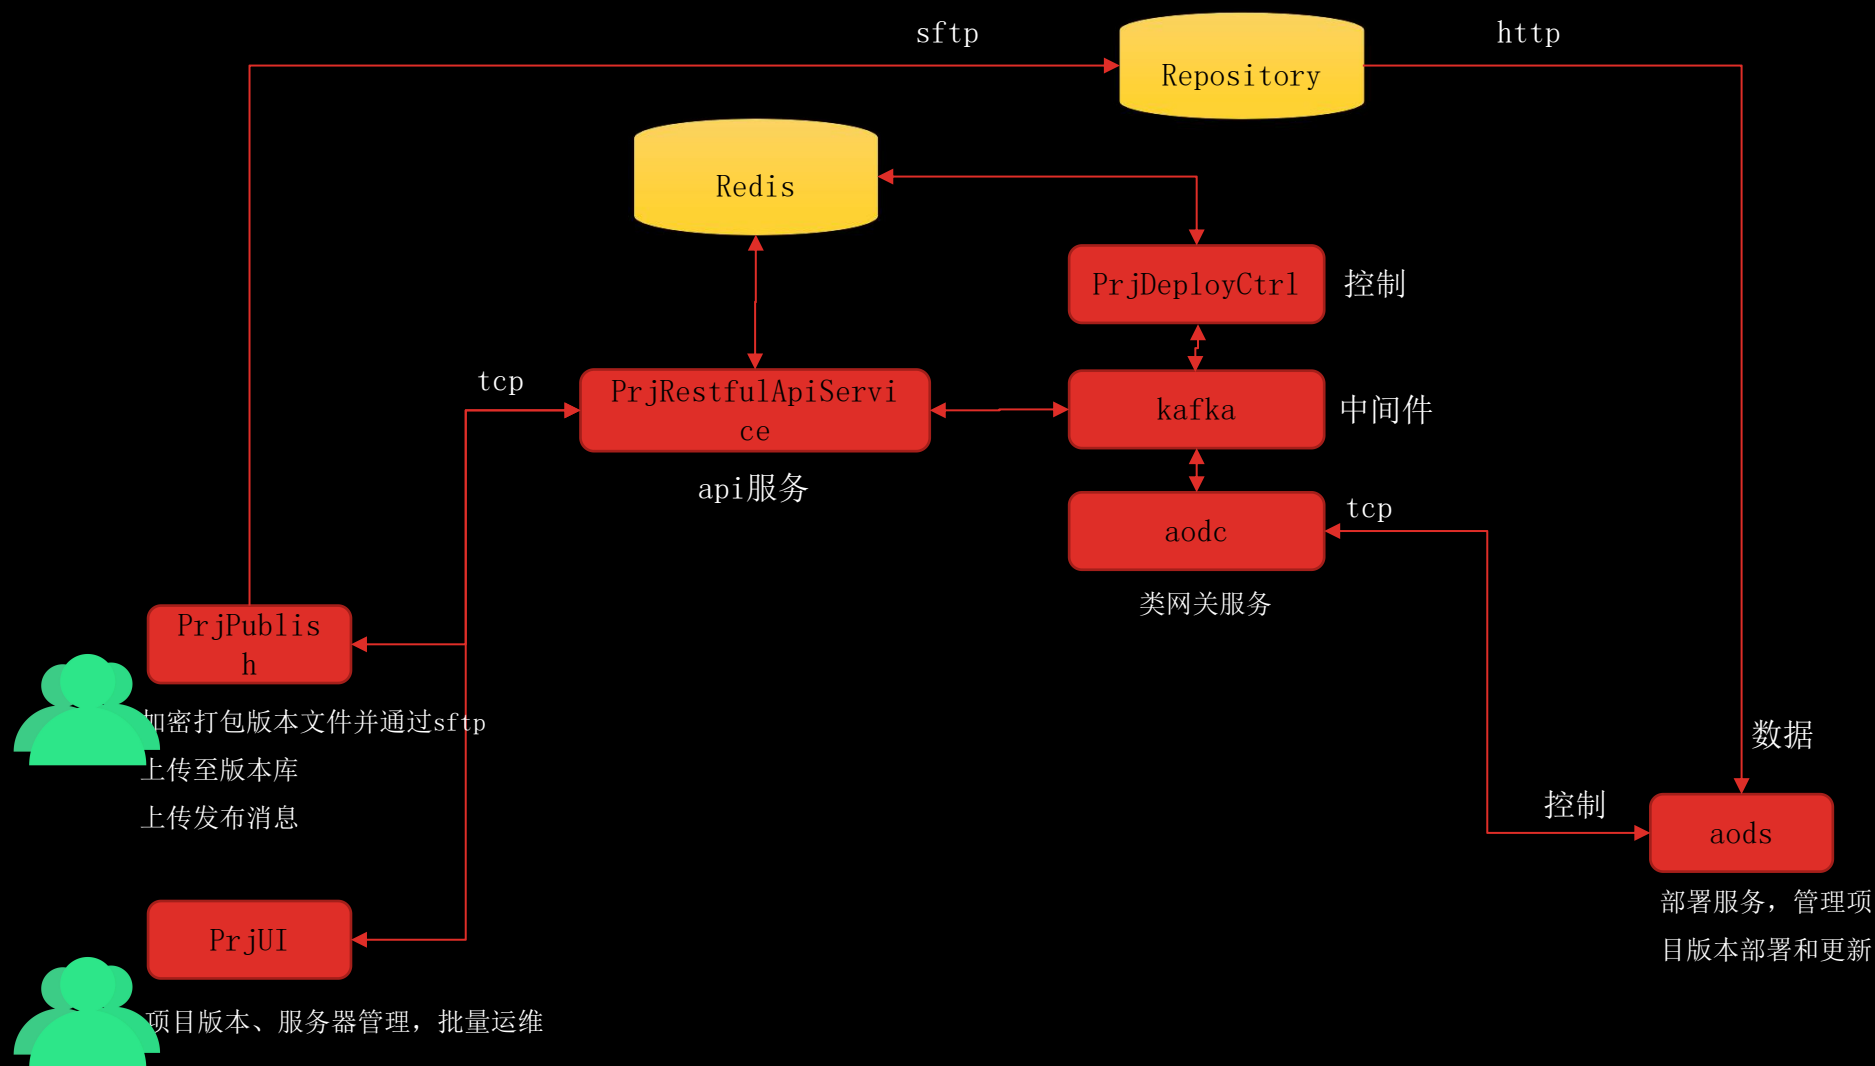 sftp
http
Repository
Redis
PrjDeployCtrl
控制
tcp
PrjRestfulApiServi
ce
kafka
中间件
api服务
aodc
tcp
类网关服务
PrjPublis
h
加密打包版本文件并通过sftp
上传至版本库
上传发布消息
数据
控制
aods
部署服务，管理项
目版本部署和更新
PrjUI
项目版本、服务器管理，批量运维